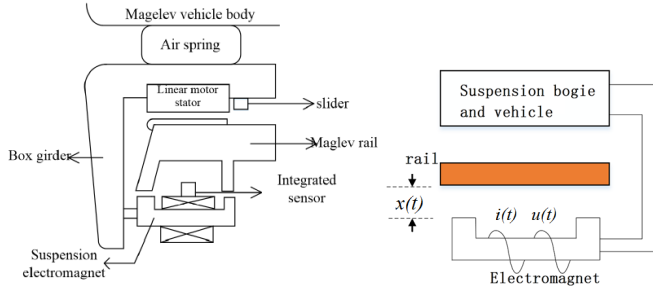 Magelev vehicle body
Air spring
Linear motor
stator
slider
Box girder
Maglev rail
Integrated
sensor
Suspension
electromagnet
Suspension bogie
and vehicle
rail
x(t)
i(t) u(t)
Electromagnet